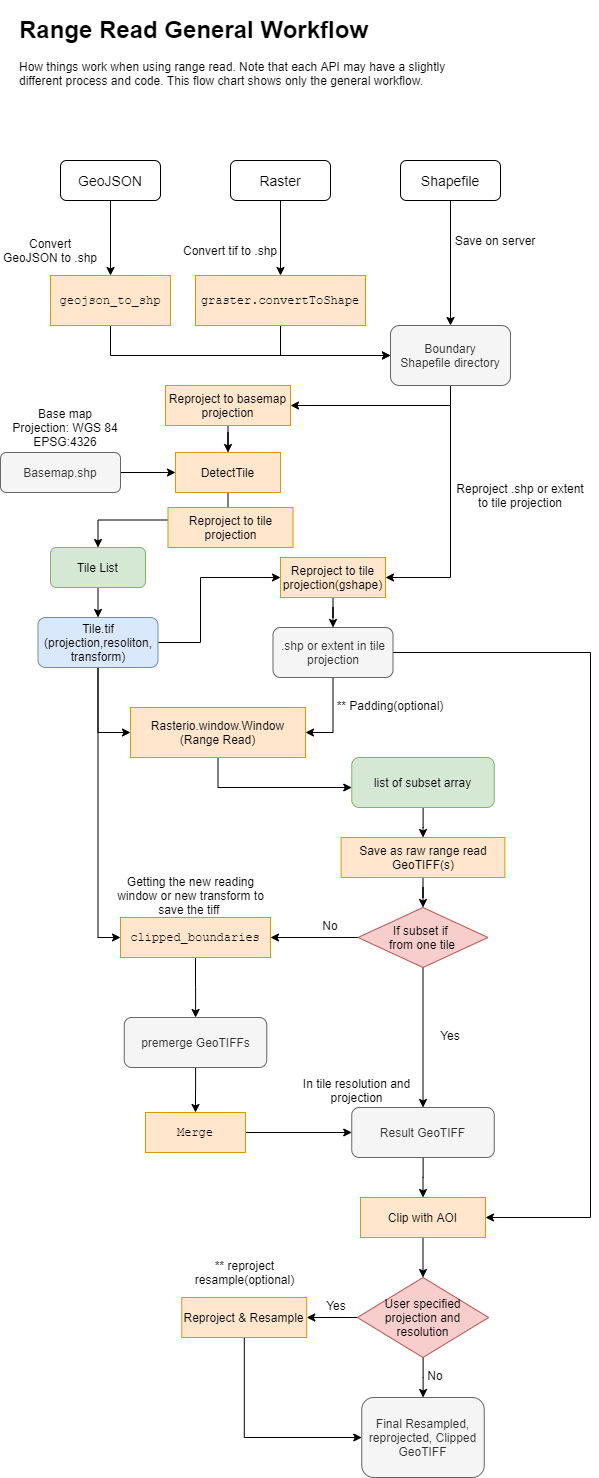 Range Read General Workflow
How things work when using range read. Note that each API may have a slightly
different process and code. This flow chart shows only the general workflow.
GeoJSON
Raster
Shapefile
Convert
GeoJSON to .shp
Convert tif to .shp
Save on server
geojson_to_shp
graster.convertToShape
Boundary
Shapefile directory
Reproject to basemap
projection
Base map
Projection: WGS 84
EPSG:4326
Basemap.shp
DetectTile
Reproject .shp or extent
to tile projection
Reproject to tile
projection
Tile List
Reproject to tile
projection(gshape)
Tile.tif
(projection,resoliton,
transform)
.shp or extent in tile
projection
** Padding(optional)
Rasterio.window.Window
(Range Read)
list of subset array
Save as raw range read
GeoTIFF(s)
Getting the new reading
window or new transform to
save the tiff
No
If subset if
from one tile
clipped_boundaries
Yes
premerge GeoTIFFs
In tile resolution and
projection
Merge
Result GeoTIFF
Clip with AOI
** reproject
resample(optional)
Yes
User specified
projection and
resolution
Reproject & Resample
No
Final Resampled,
reprojected, Clipped
GeoTIFF